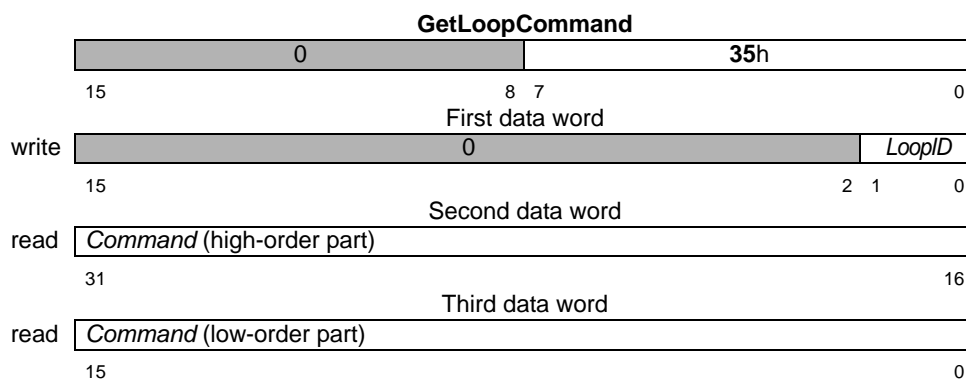 GetLoopCommand
0 35h
15 8 7 0
First data word
write 0 LoopID
15 2 1 0
Second data word
read Command (high-order part)
31 16
Third data word
read Command (low-order part)
15 0